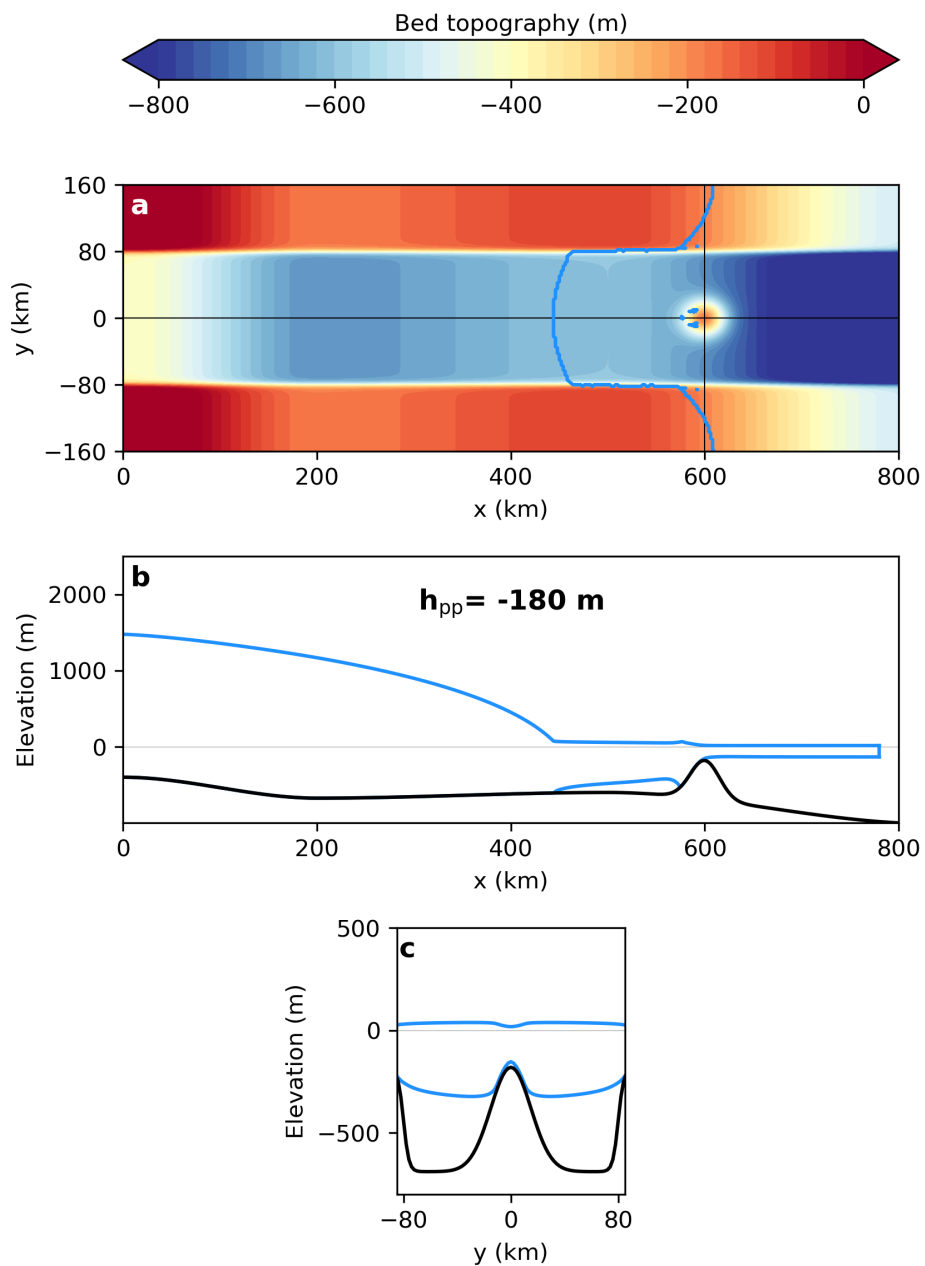 Bed topography (m)
−800 −600 −400 −200 0
a
160
80
0
−80
−160
y (km)
0 200 400 600 800
x (km)
b
h_pp= -180 m
2000
1000
0
Elevation (m)
0 200 400 600 800
x (km)
c
500
0
−500
Elevation (m)
−80 0 80
y (km)